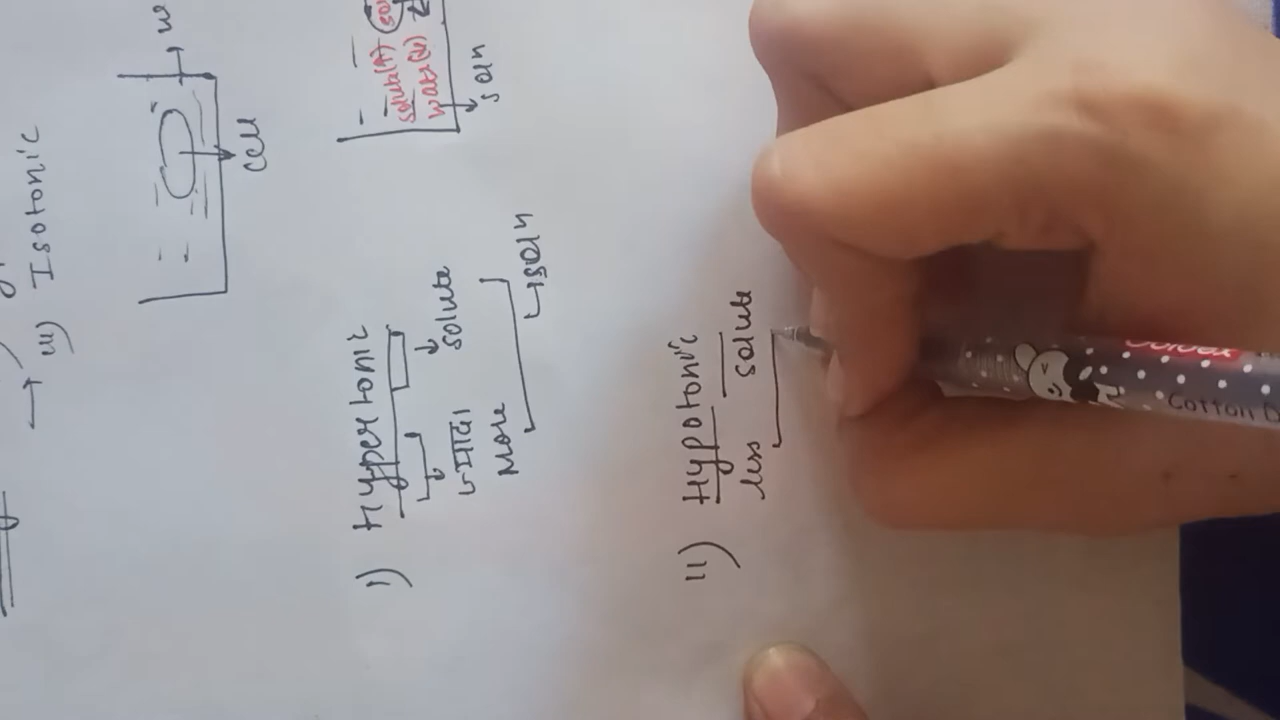 → iii) Isotonic
cell
i) Hypertonic
ज्यादा solute
More
soln
solute(↑)
water(↓)
soln
ii) Hypotonic
less solute
Cotton